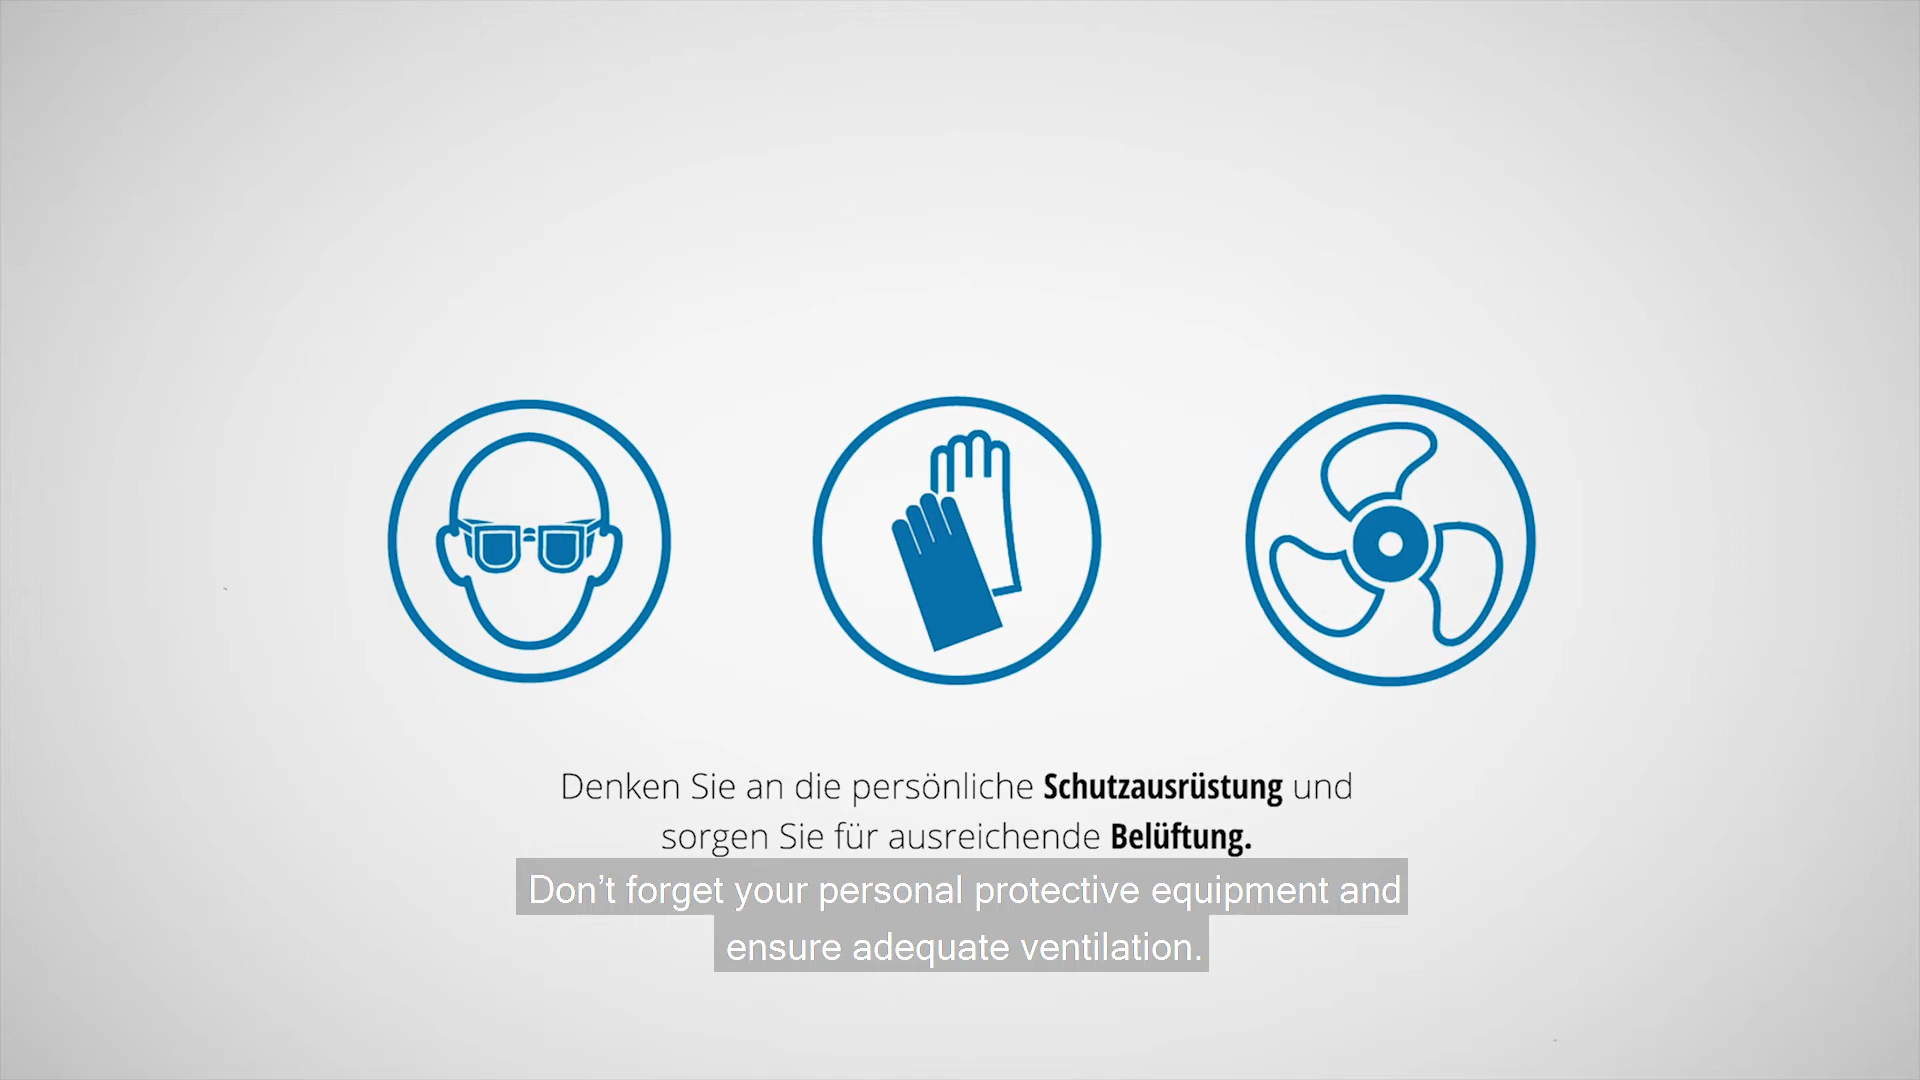 Denken Sie an die persönliche Schutzausrüstung und
sorgen Sie für ausreichende Belüftung.
Don’t forget your personal protective equipment and
ensure adequate ventilation.